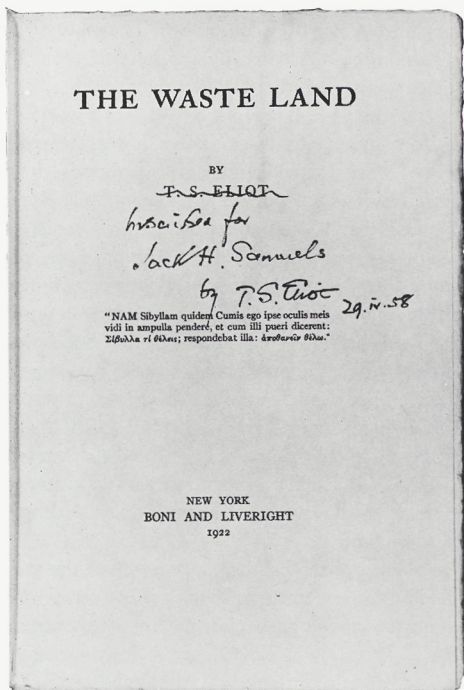 THE WASTE LAND
BY
T. S. ELIOT
Inscribed for
Jack H. Samuels
by T. S. Eliot
29.iv.58
"NAM Sibyllam quidem Cumis ego ipse oculis meis
vidi in ampulla pendere, et cum illi pueri dicerent:
Σίβυλλα τί θέλεις; respondebat illa: ἀποθανεῖν θέλω."
NEW YORK
BONI AND LIVERIGHT
1922